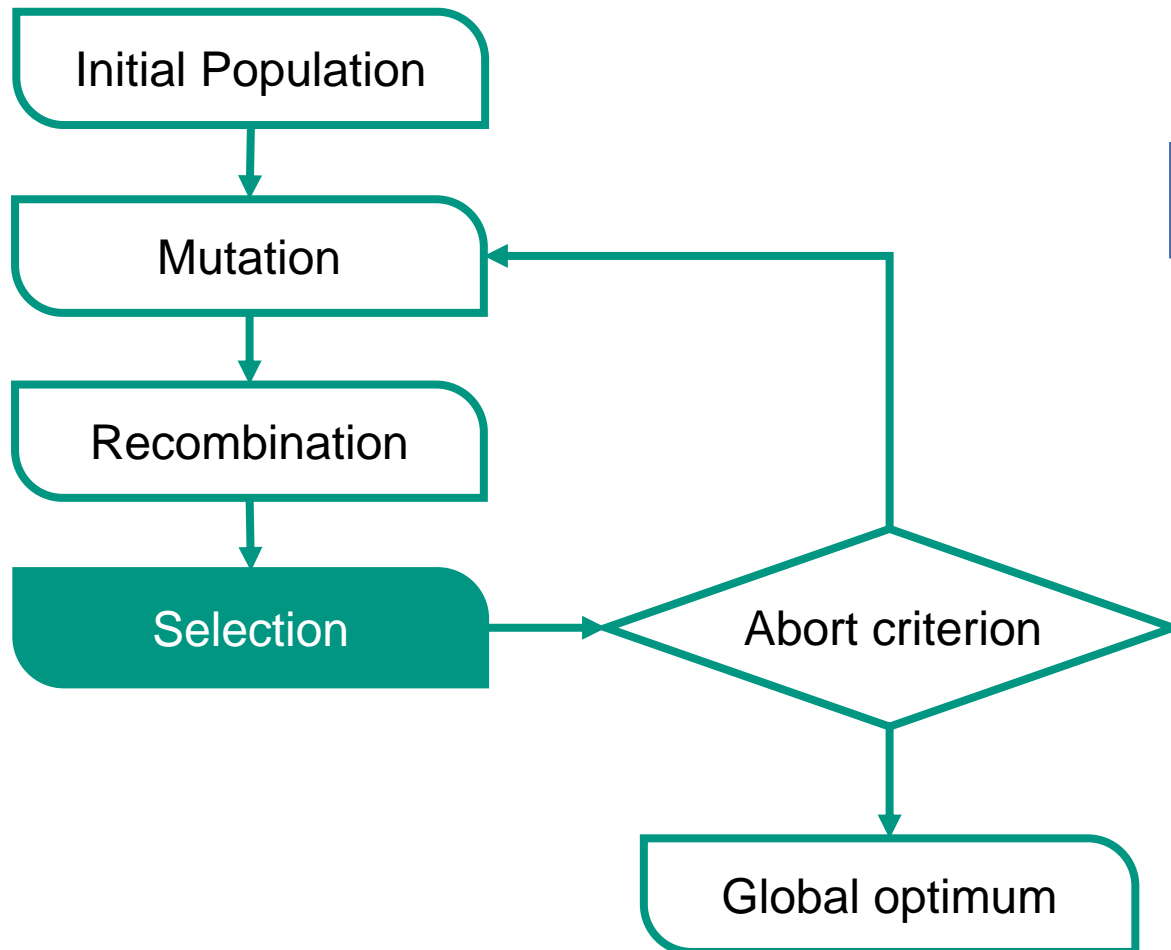 Initial Population
Mutation
Recombination
Selection
Abort criterion
Global optimum